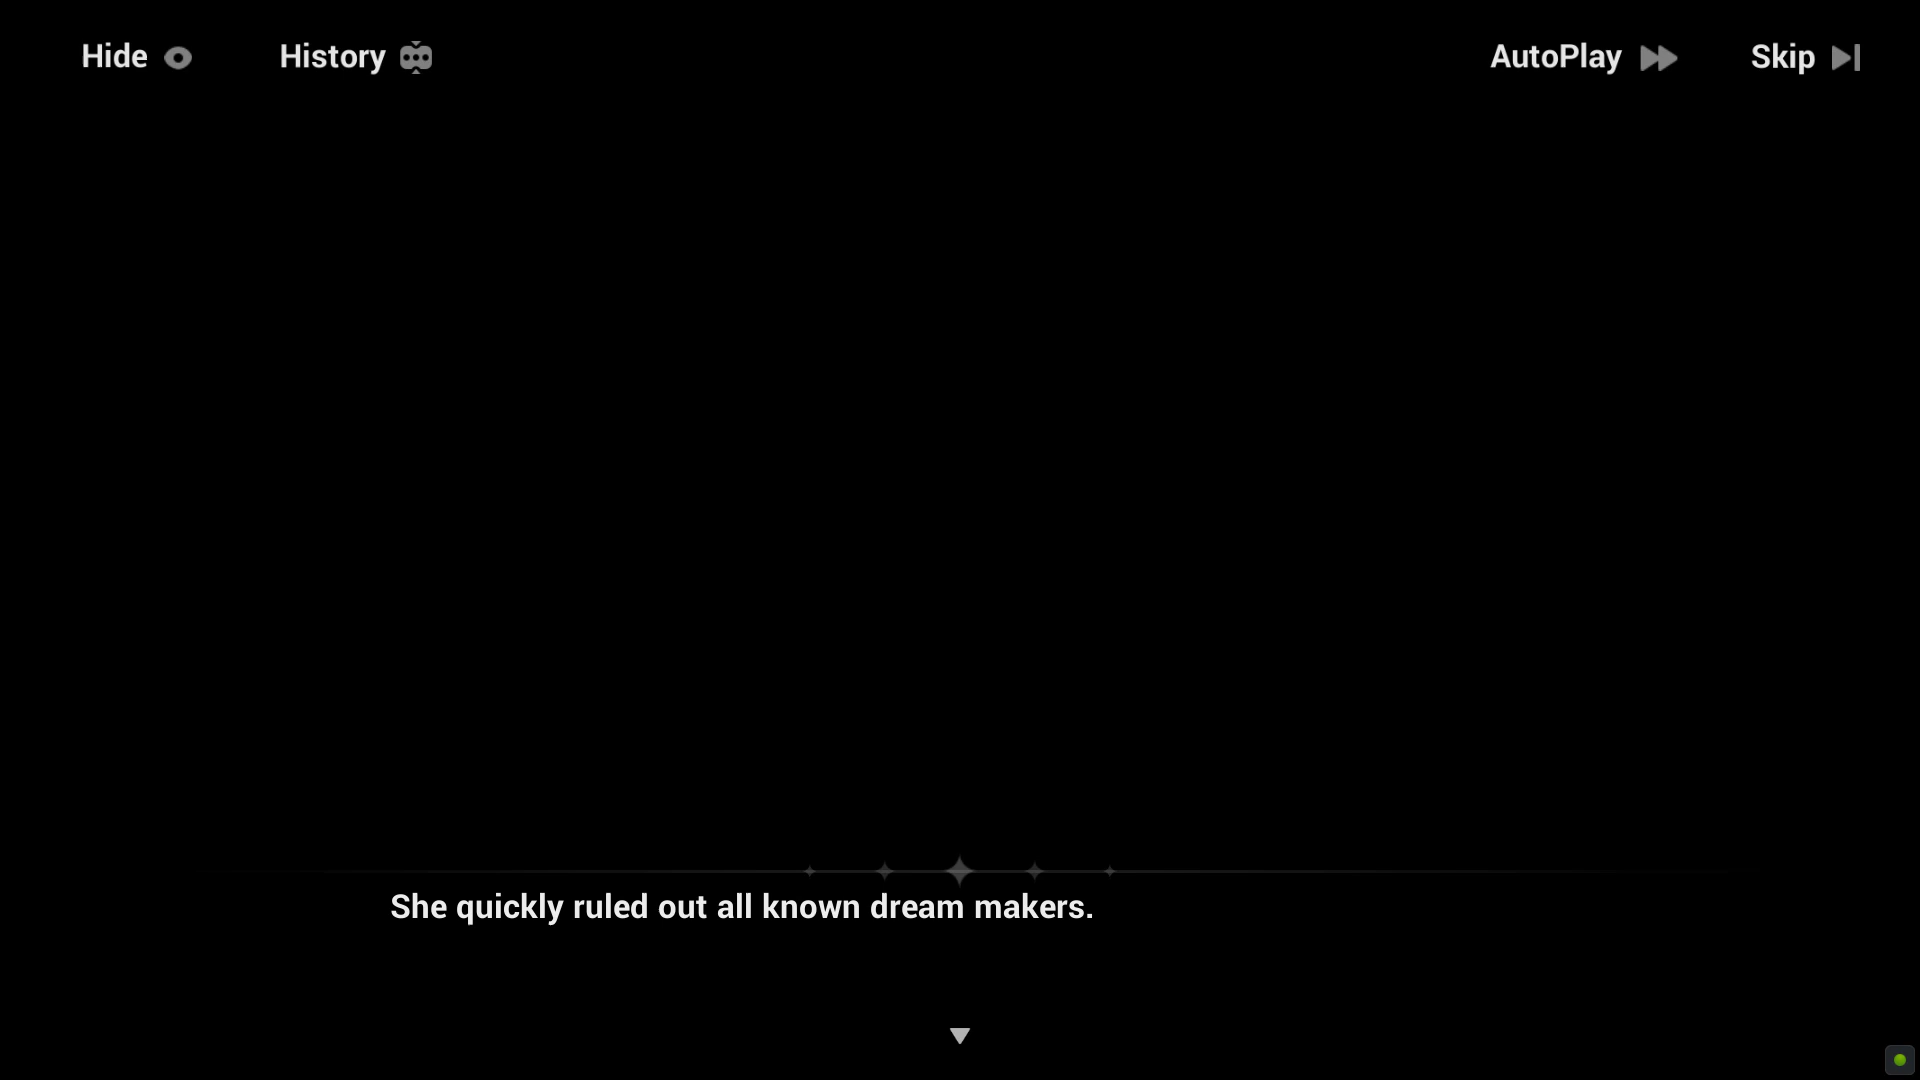 Hide
History
AutoPlay
Skip
She quickly ruled out all known dream makers.